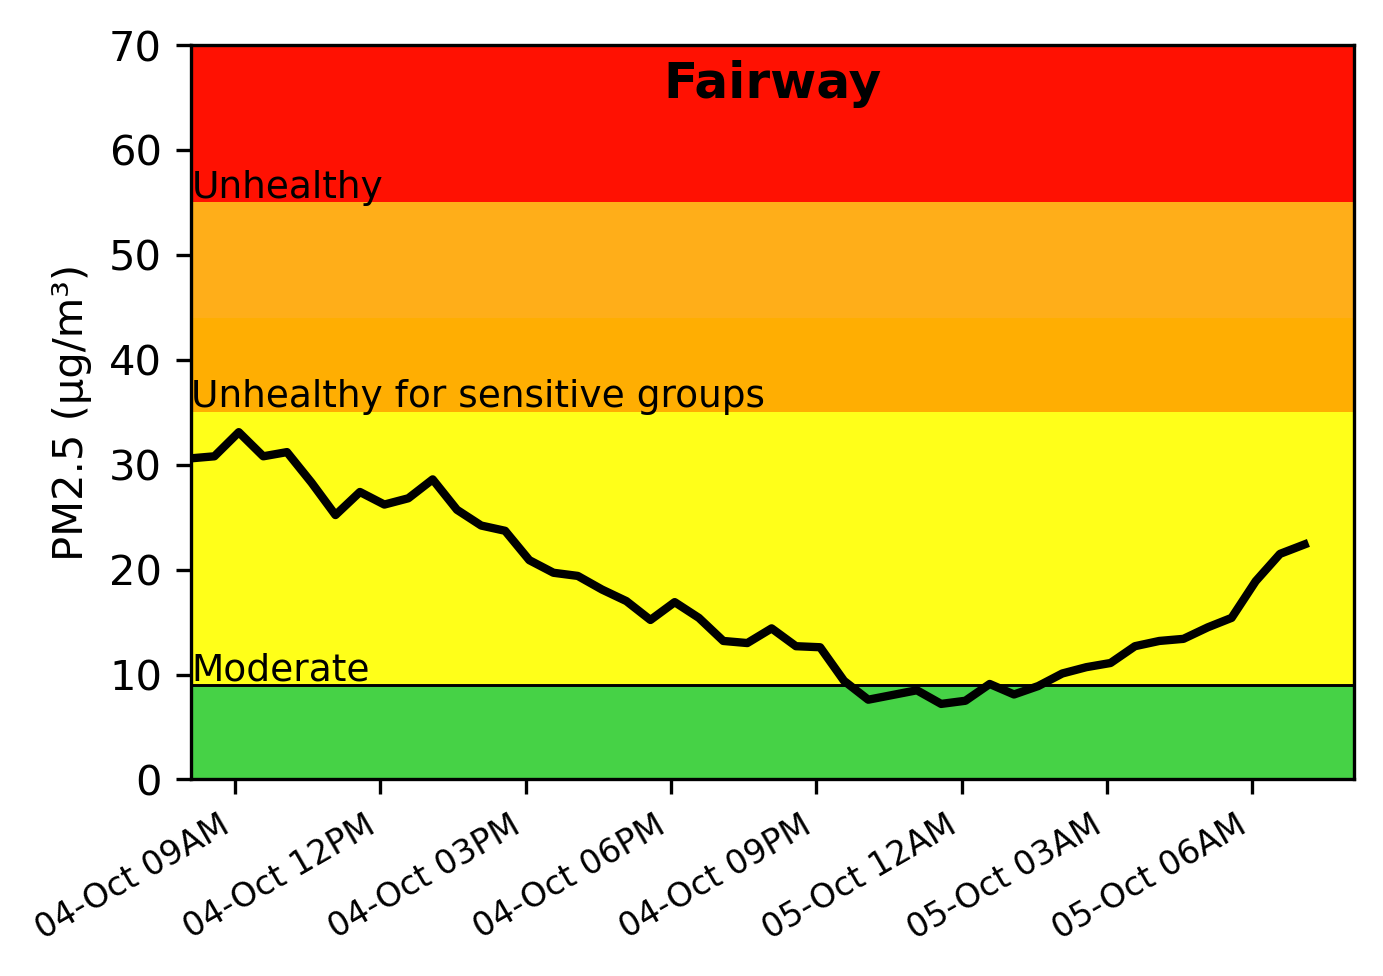 Fairway
70
60
50
40
30
20
10
0
PM2.5 (µg/m³)
Unhealthy
Unhealthy for sensitive groups
Moderate
04-Oct 09AM
04-Oct 12PM
04-Oct 03PM
04-Oct 06PM
04-Oct 09PM
05-Oct 12AM
05-Oct 03AM
05-Oct 06AM